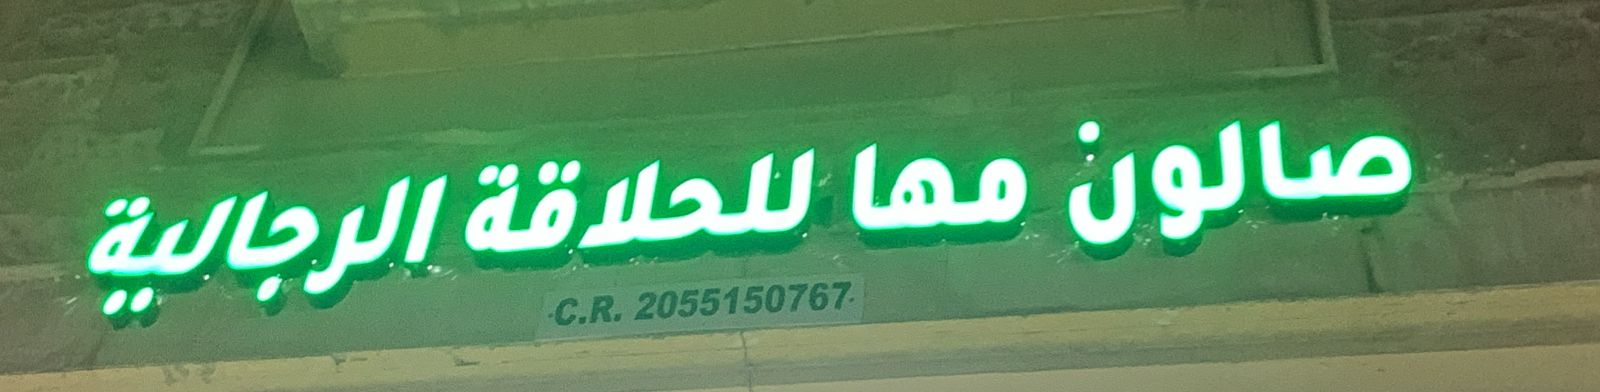 صالون مها للحلاقة الرجالية
C.R. 2055150767